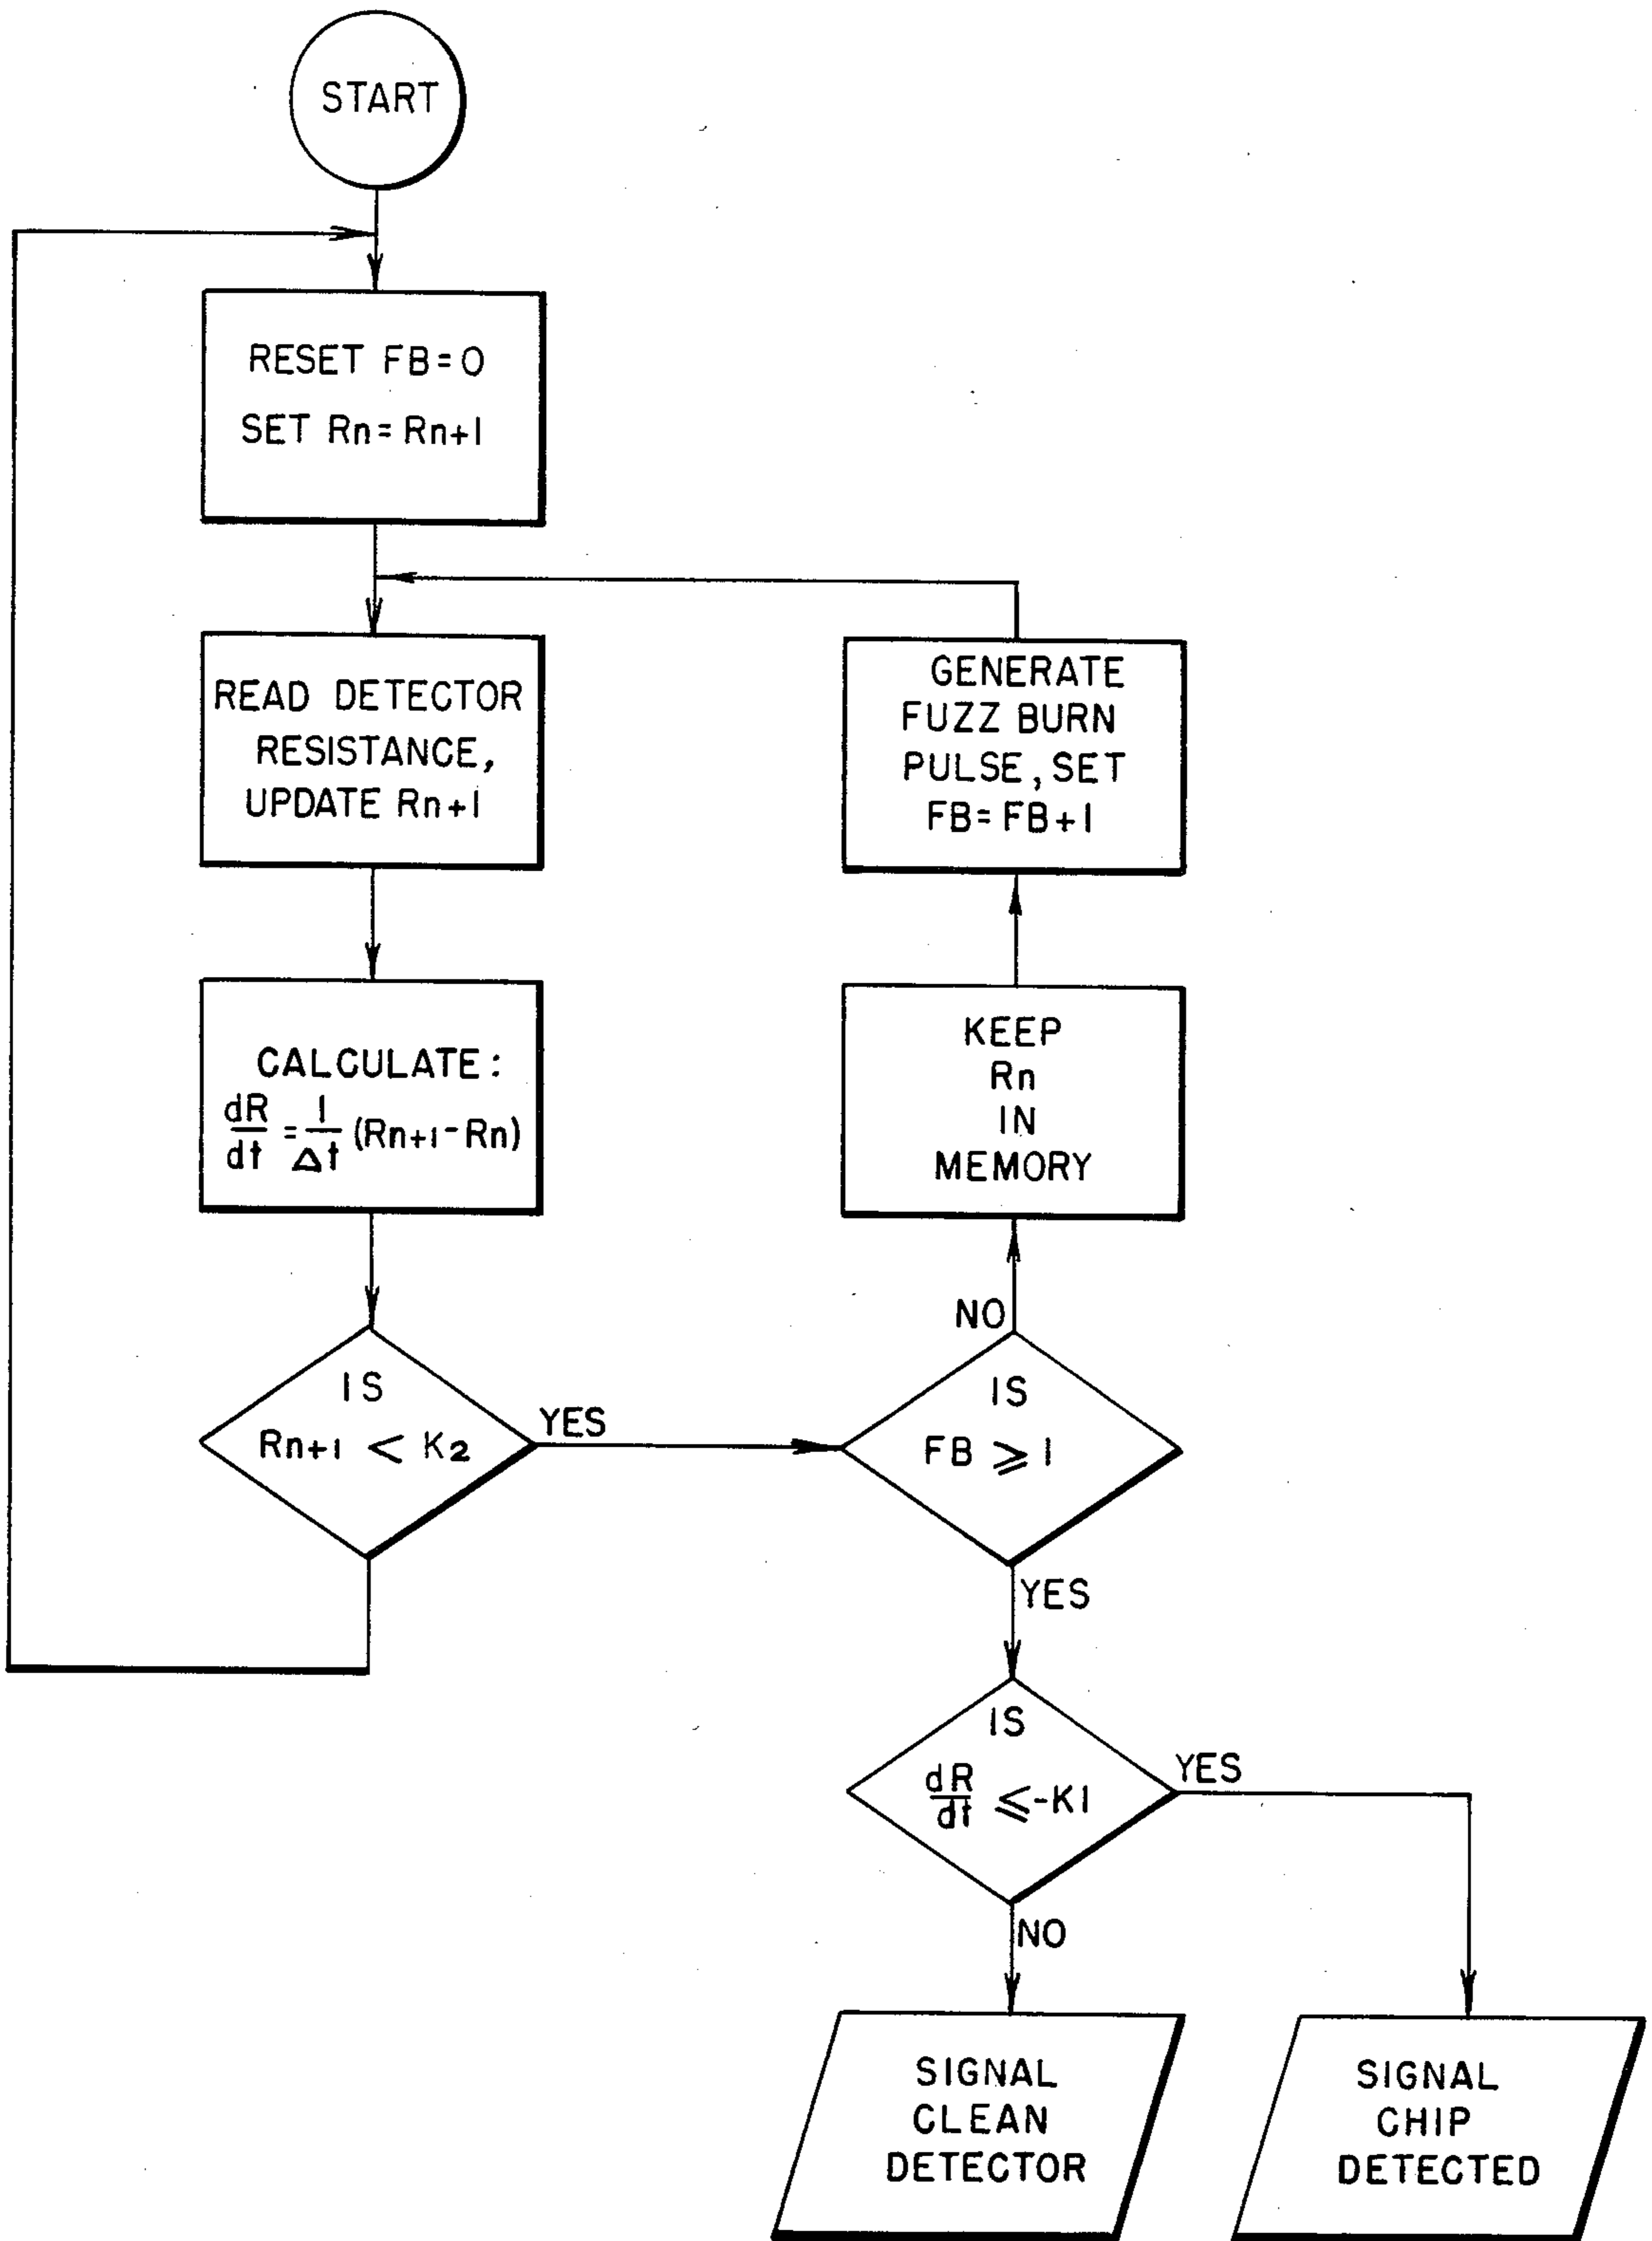 START
RESET FB=0
SET Rn=Rn+1
READ DETECTOR
RESISTANCE,
UPDATE Rn+1
CALCULATE:
dR/dt = 1/Δt (Rn+1-Rn)
IS
Rn+1 < K2
YES
GENERATE
FUZZ BURN
PULSE, SET
FB=FB+1
KEEP
Rn
IN
MEMORY
NO
IS
FB ⩾ 1
YES
IS
dR/dt ⩽-K1
YES
NO
SIGNAL
CLEAN
DETECTOR
SIGNAL
CHIP
DETECTED